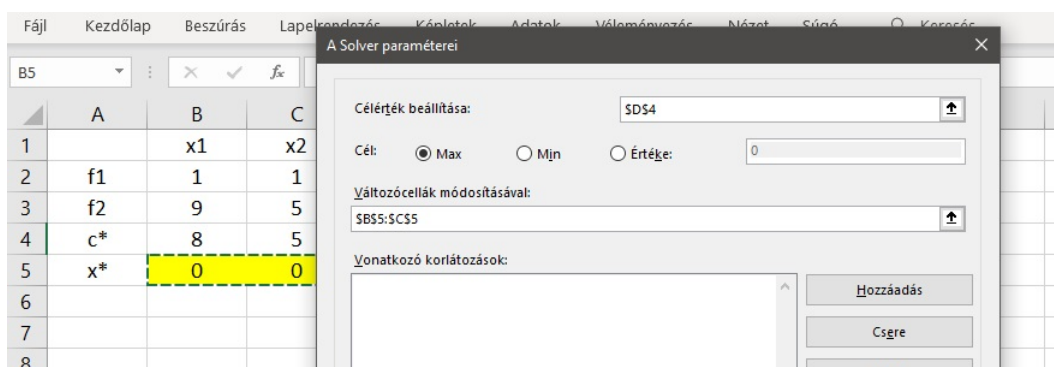 Fájl Kezdőlap Beszúrás Lapelrendezés Képletek Adatok Véleményezés Nézet Súgó Keresés
A Solver paraméterei
B5 fx
Célérték beállítása: $D$4
A B C
1 x1 x2
Cél: Max Min Értéke: 0
2 f1 1 1
Változócellák módosításával:
3 f2 9 5
$B$5:$C$5
4 c* 8 5
Vonatkozó korlátozások:
5 x* 0 0
Hozzáadás
6
7
Csere
8